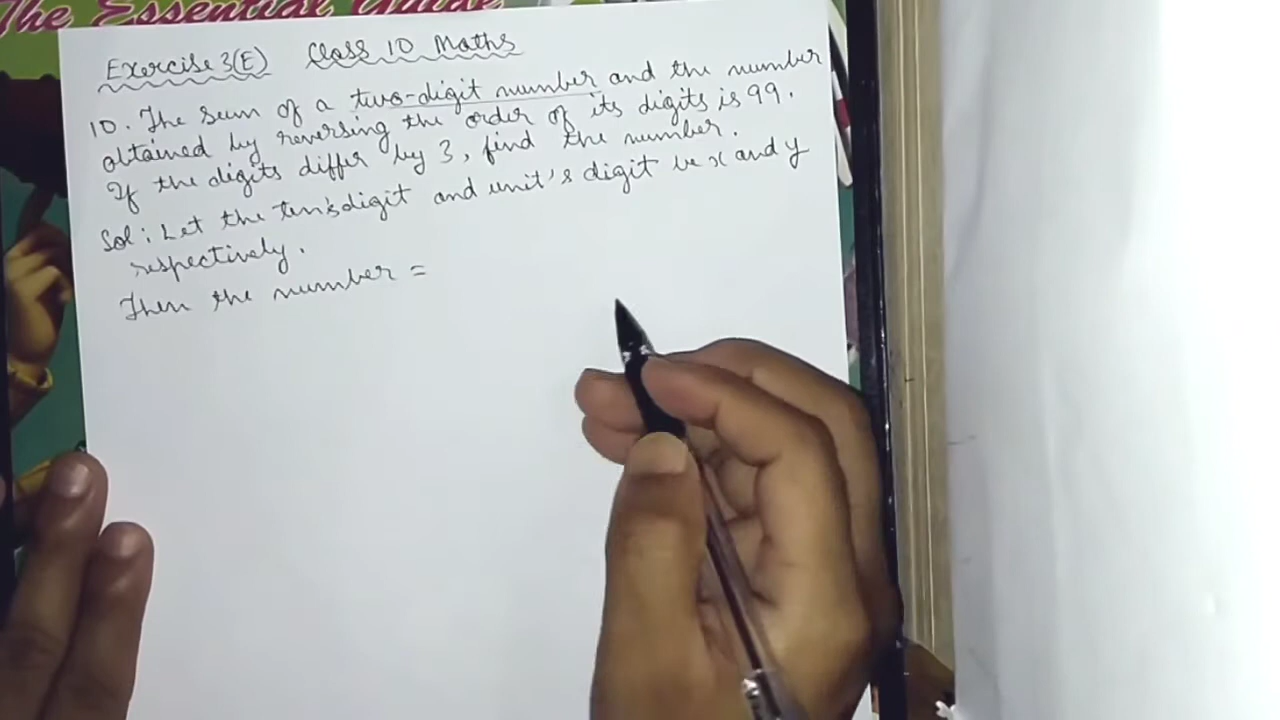 The Essential Guide
Exercise 3(E) Class 10 Maths
10. The sum of a two-digit number and the number
obtained by reversing the order of its digits is 99.
If the digits differ by 3, find the number.
Sol: Let the ten's digit and unit's digit be x and y
respectively.
Then the number =